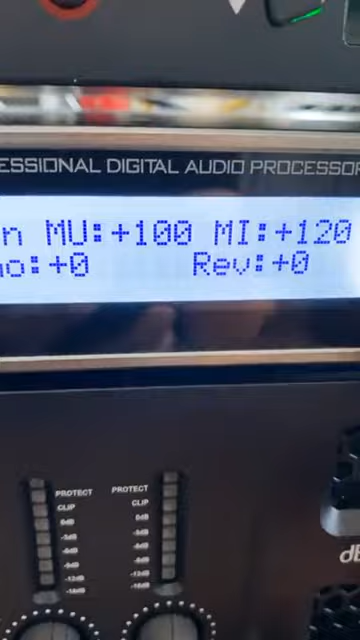 ESSIONAL DIGITAL AUDIO PROCESSOR
n MU:+100 MI:+120
o:+0 Rev:+0
PROTECT PROTECT
CLIP CLIP
0dB 0dB
-3dB -3dB
-6dB -6dB
-9dB -9dB
-12dB -12dB
-18dB -18dB